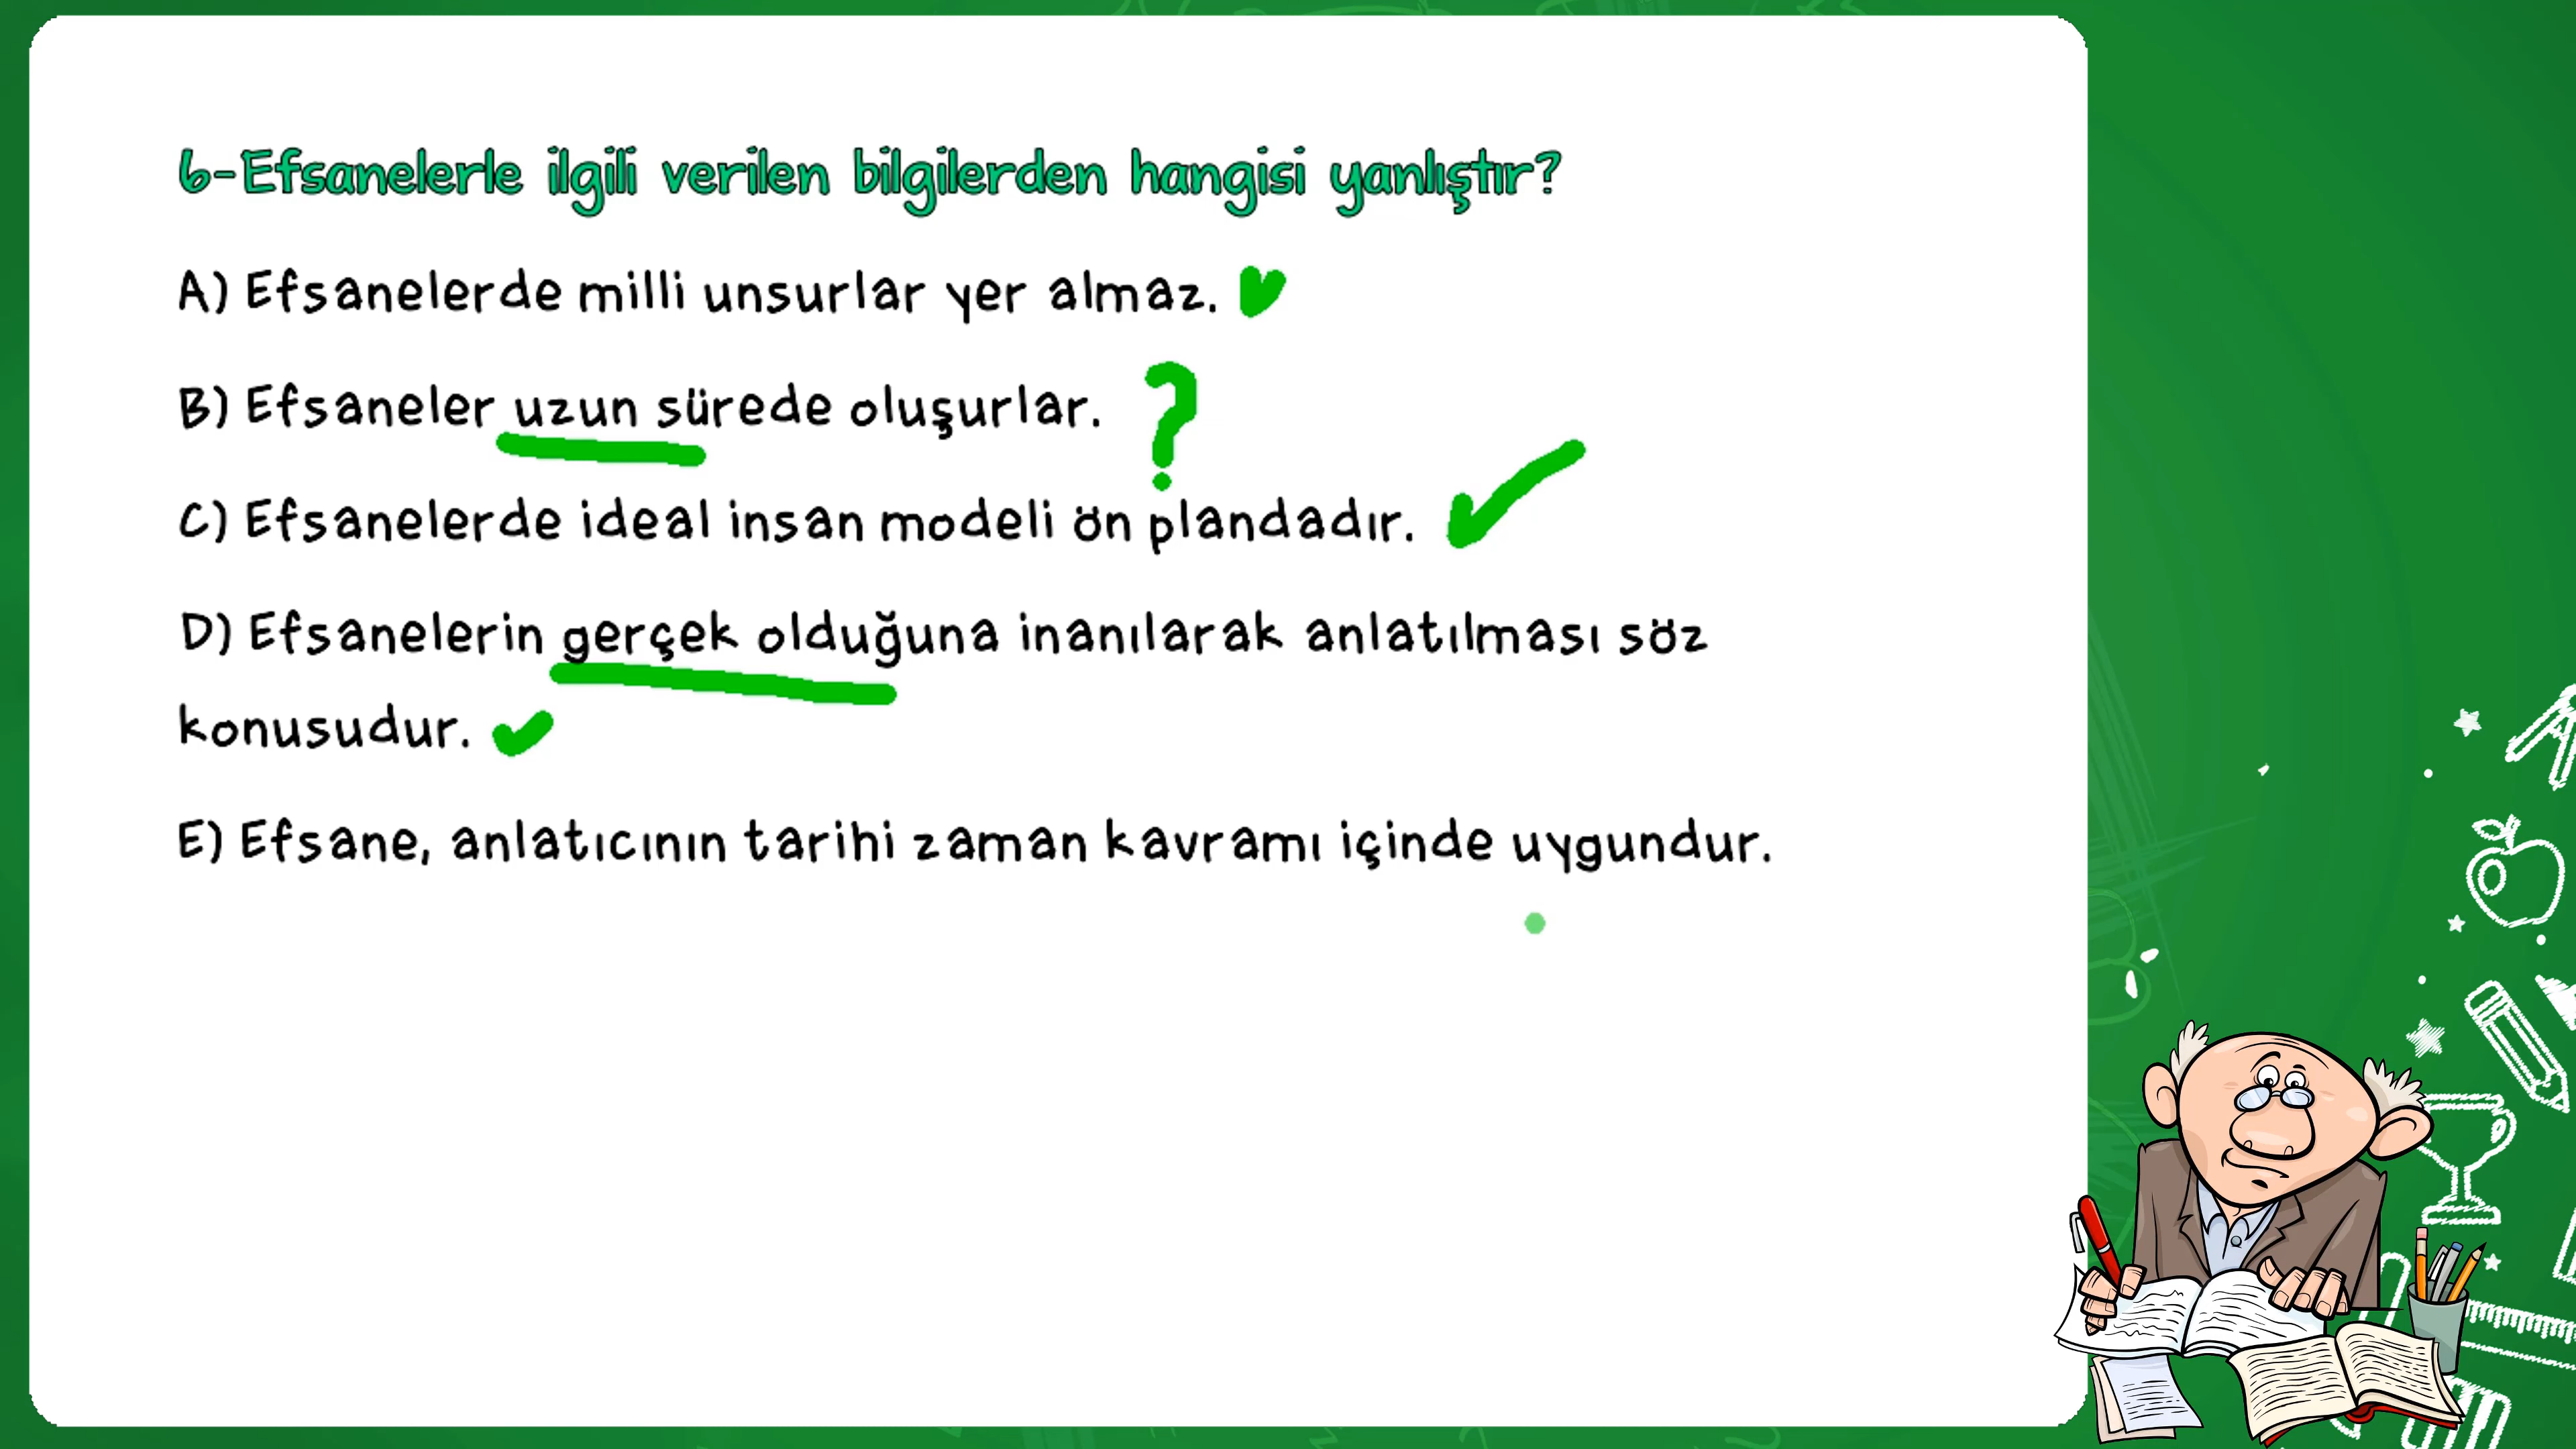 6-Efsanelerle ilgili verilen bilgilerden hangisi yanlıştır?
A) Efsanelerde milli unsurlar yer almaz.
B) Efsaneler uzun sürede oluşurlar. ?
C) Efsanelerde ideal insan modeli ön plandadır.
D) Efsanelerin gerçek olduğuna inanılarak anlatılması söz
konusudur.
E) Efsane, anlatıcının tarihi zaman kavramı içinde uygundur.